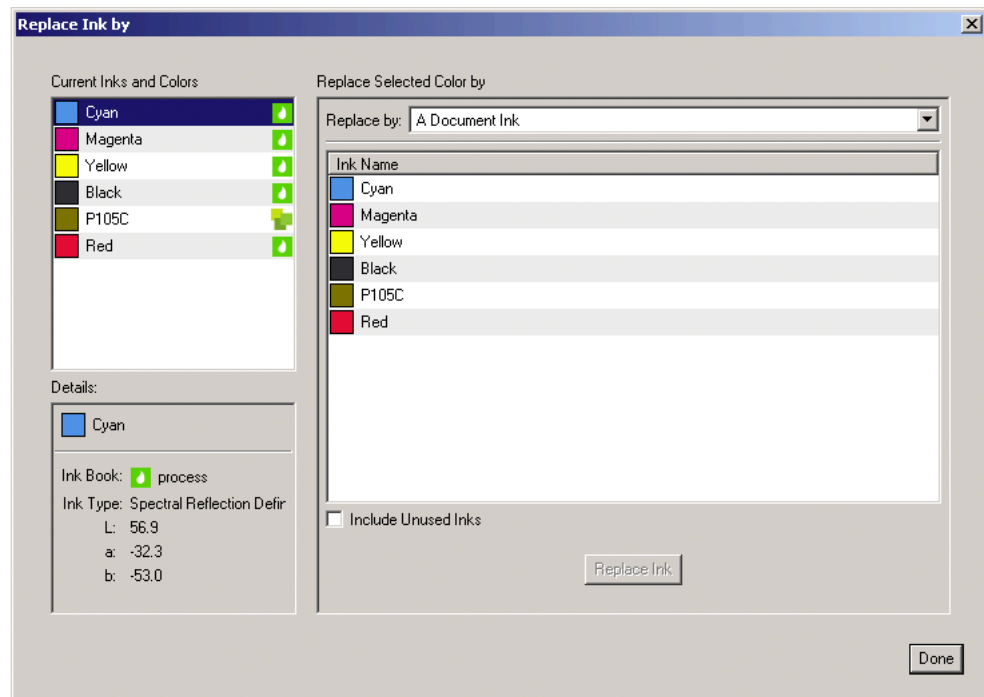 Replace Ink by
Current Inks and Colors
Cyan
Magenta
Yellow
Black
P105C
Red
Details:
Cyan
Ink Book: process
Ink Type: Spectral Reflection Defir
L: 56.9
a: -32.3
b: -53.0
Replace Selected Color by
Replace by: A Document Ink
Ink Name
Cyan
Magenta
Yellow
Black
P105C
Red
Include Unused Inks
Replace Ink
Done